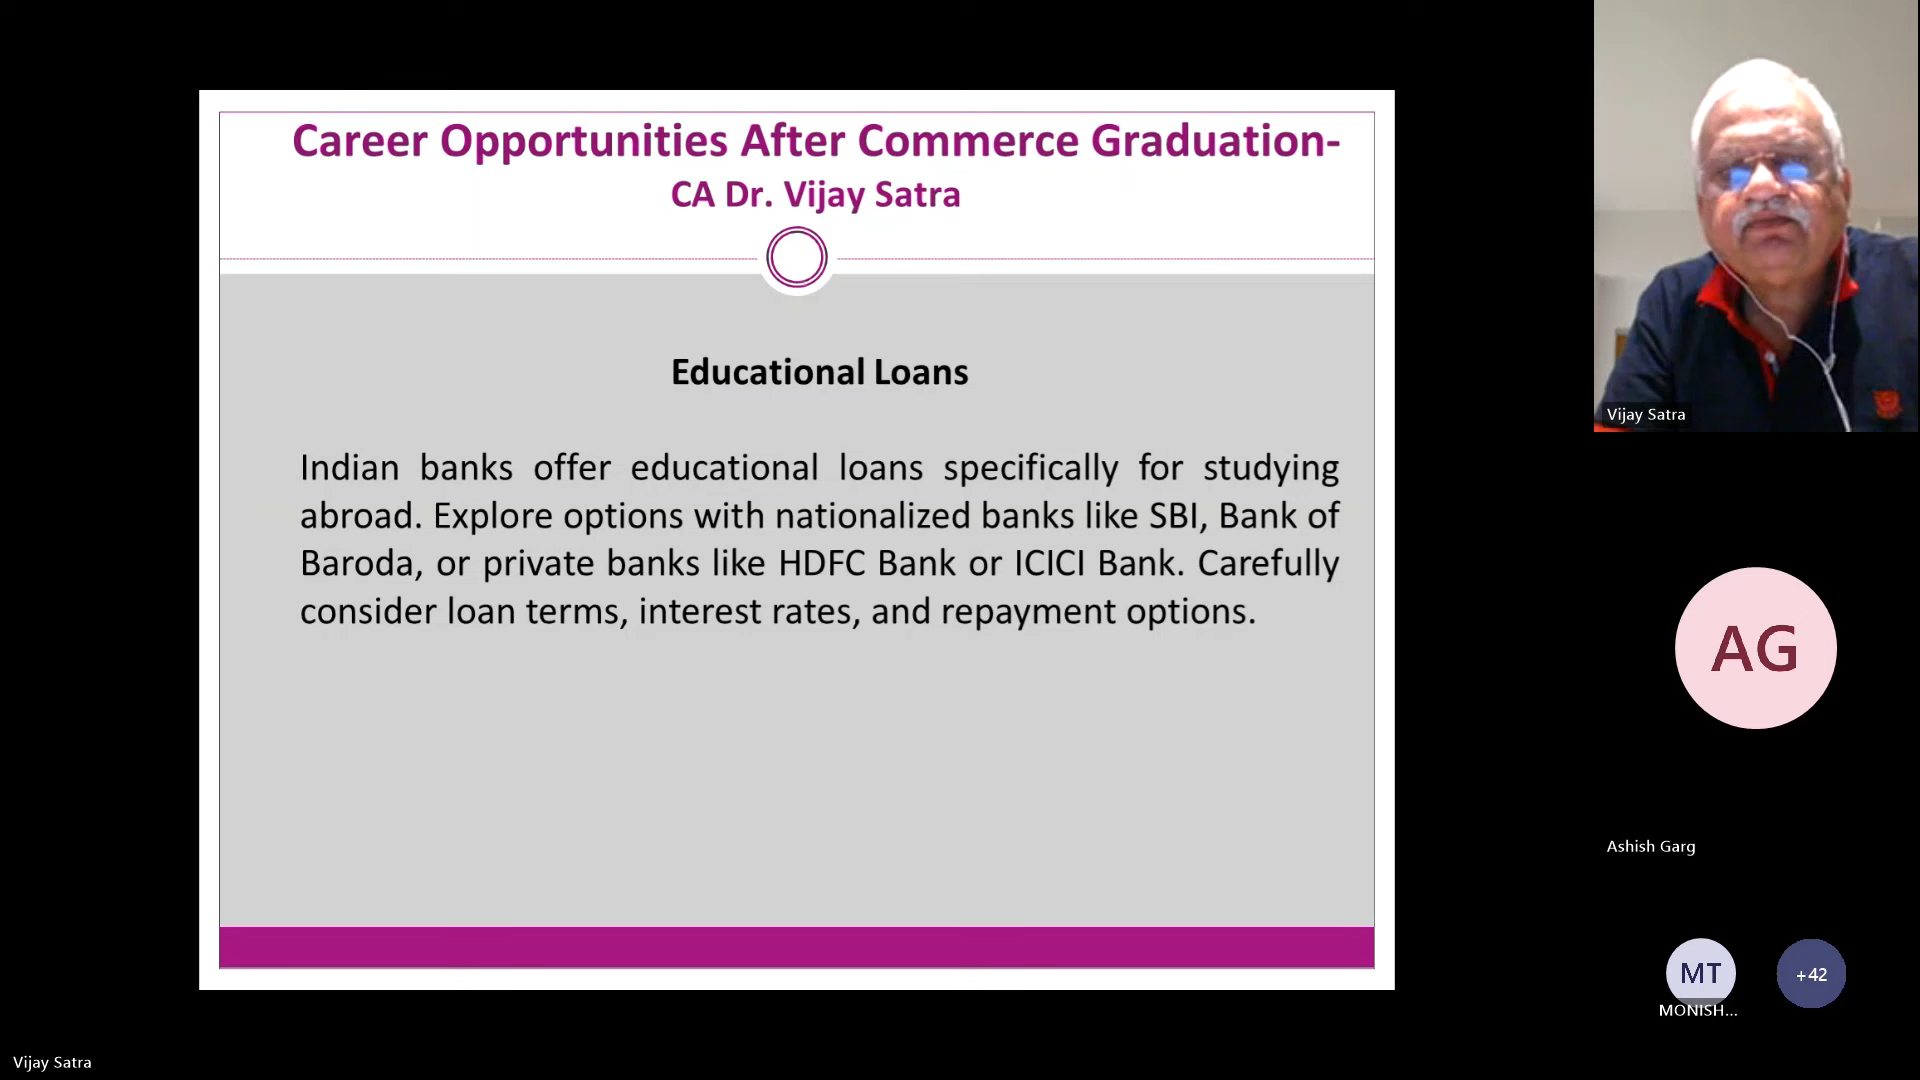 Career Opportunities After Commerce Graduation-
CA Dr. Vijay Satra
Educational Loans
Indian banks offer educational loans specifically for studying
abroad. Explore options with nationalized banks like SBI, Bank of
Baroda, or private banks like HDFC Bank or ICICI Bank. Carefully
consider loan terms, interest rates, and repayment options.
Vijay Satra
AG
Ashish Garg
MT
MONISH...
+42
Vijay Satra